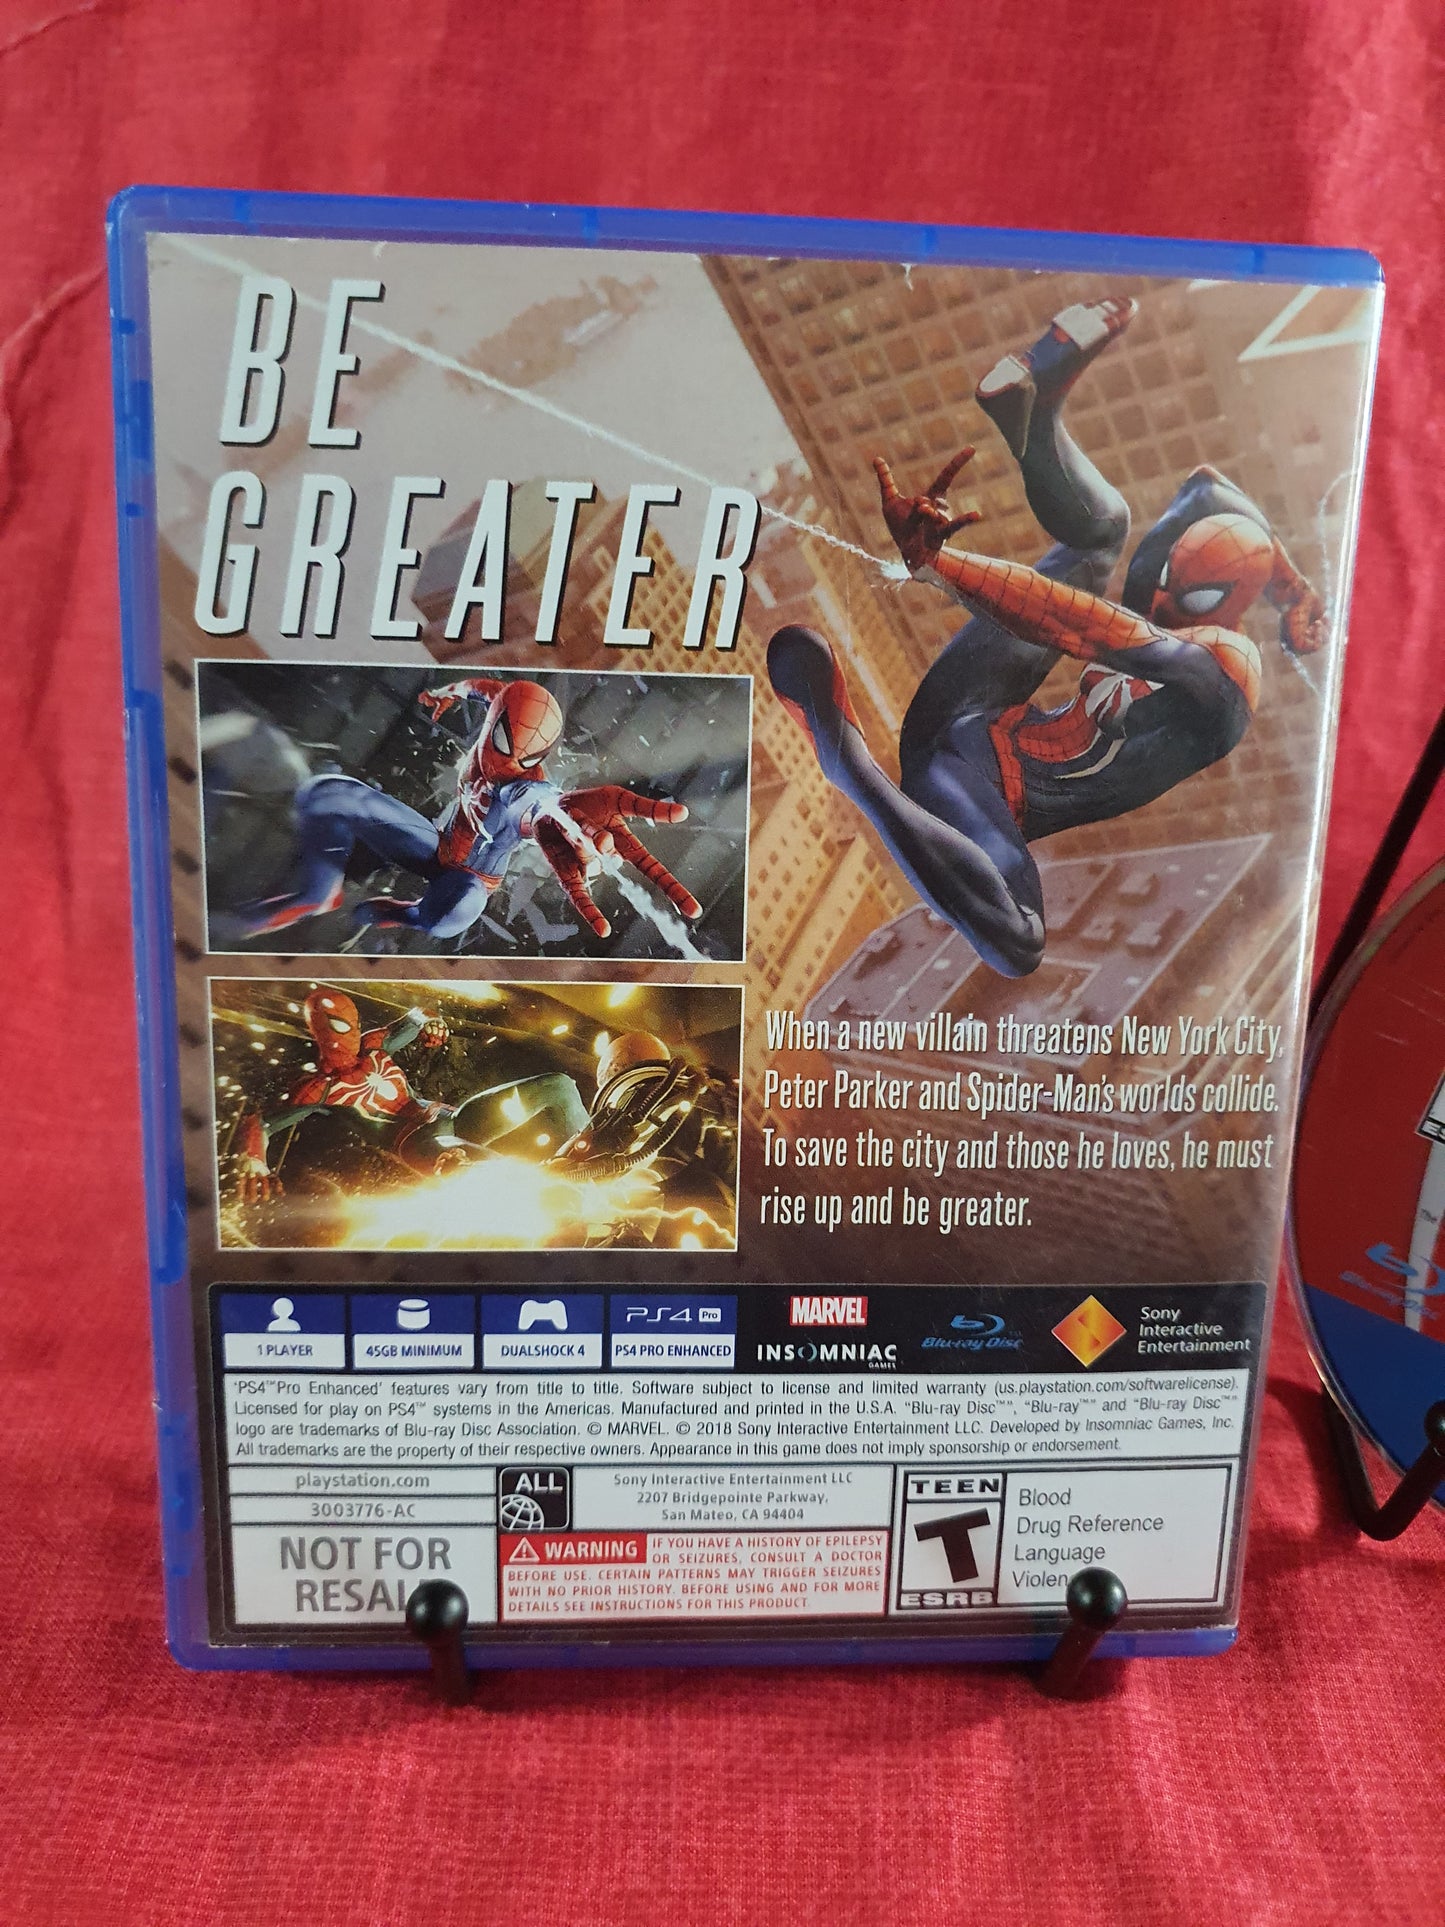 BE
GREATER
When a new villain threatens New York City,
Peter Parker and Spider-Man's worlds collide.
To save the city and those he loves, he must
rise up and be greater.
1 PLAYER
45GB MINIMUM
DUALSHOCK 4
PS4 Pro
PS4 PRO ENHANCED
MARVEL
INSOMNIAC
GAMES
Blu-ray Disc™
Sony
Interactive
Entertainment
'PS4™Pro Enhanced' features vary from title to title. Software subject to license and limited warranty (us.playstation.com/softwarelicense).
Licensed for play on PS4™ systems in the Americas. Manufactured and printed in the U.S.A. "Blu-ray Disc™", "Blu-ray™" and "Blu-ray Disc™"
logo are trademarks of Blu-ray Disc Association. © MARVEL. © 2018 Sony Interactive Entertainment LLC. Developed by Insomniac Games, Inc.
All trademarks are the property of their respective owners. Appearance in this game does not imply sponsorship or endorsement.
playstation.com
3003776-AC
NOT FOR
ALL
Sony Interactive Entertainment LLC
2207 Bridgepointe Parkway,
San Mateo, CA 94404
WARNING
IF YOU HAVE A HISTORY OF EPILEPSY
OR SEIZURES, CONSULT A DOCTOR
BEFORE USE. CERTAIN PATTERNS MAY TRIGGER SEIZURES
WITH NO PRIOR HISTORY. BEFORE USING AND FOR MORE
DETAILS SEE INSTRUCTIONS FOR THIS PRODUCT.
TEEN
T
ESRB
Blood
Drug Reference
Language